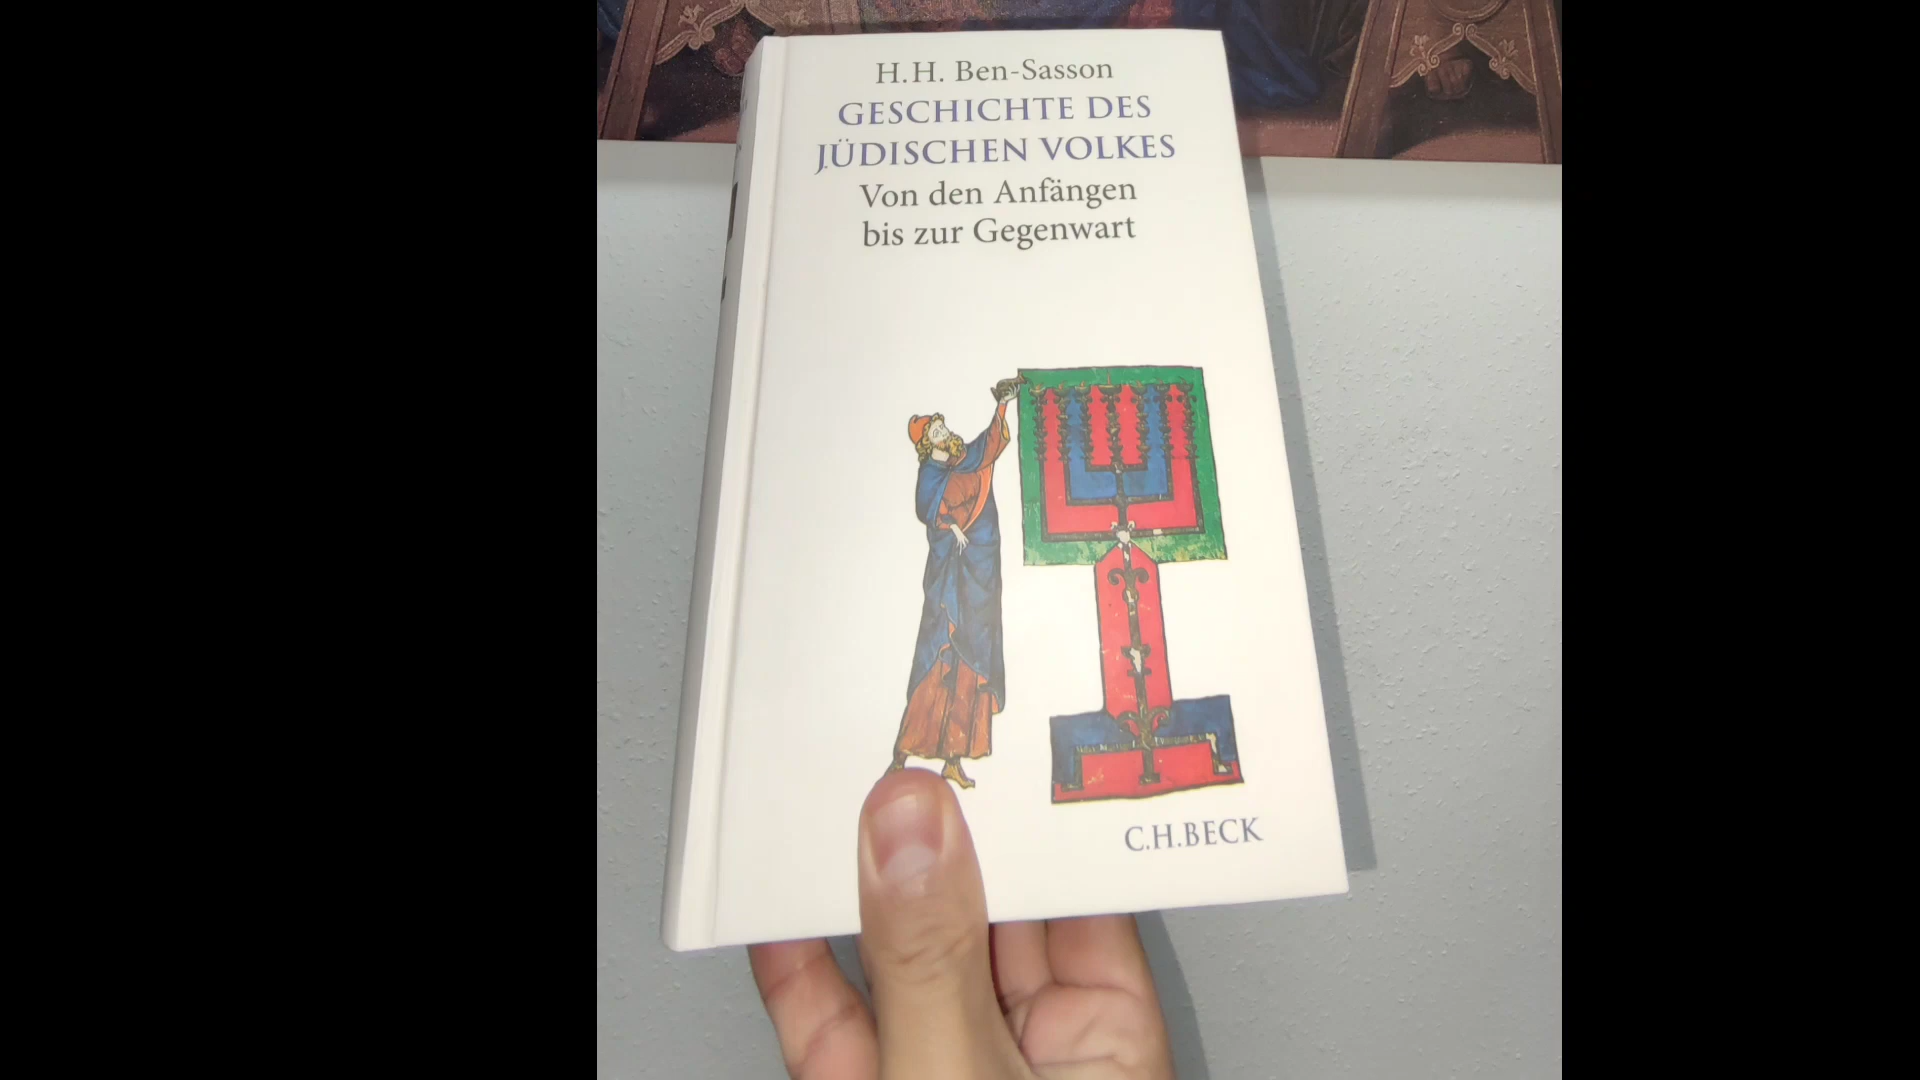 H.H. Ben-Sasson
GESCHICHTE DES
JÜDISCHEN VOLKES
Von den Anfängen
bis zur Gegenwart
C.H.BECK